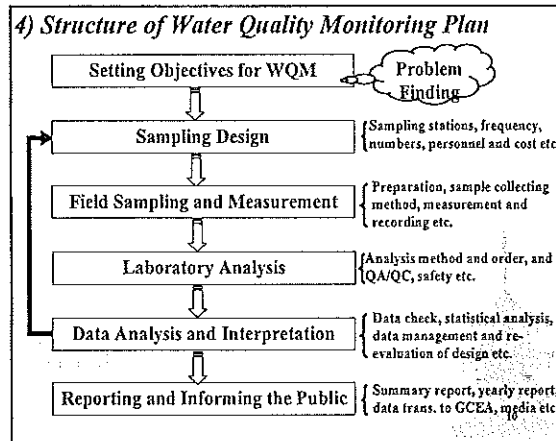 4) Structure of Water Quality Monitoring Plan
Setting Objectives for WQM
Problem
Finding
Sampling Design
Sampling stations, frequency,
numbers, personnel and cost etc
Field Sampling and Measurement
Preparation, sample collecting
method, measurement and
recording etc.
Laboratory Analysis
Analysis method and order, and
QA/QC, safety etc.
Data Analysis and Interpretation
Data check, statistical analysis,
data management and re-
evaluation of design etc.
Reporting and Informing the Public
Summary report, yearly report,
data trans. to GCEA, media etc
10